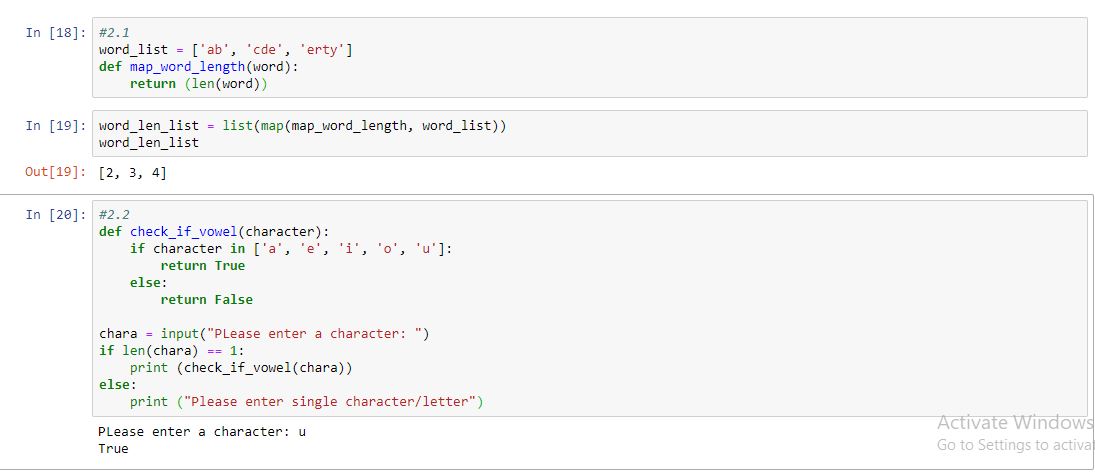 In [18]: #2.1
word_list = ['ab', 'cde', 'erty']
def map_word_length(word):
    return (len(word))
In [19]: word_len_list = list(map(map_word_length, word_list))
word_len_list
Out[19]: [2, 3, 4]
In [20]: #2.2
def check_if_vowel(character):
    if character in ['a', 'e', 'i', 'o', 'u']:
        return True
    else:
        return False

chara = input("PLease enter a character: ")
if len(chara) == 1:
    print (check_if_vowel(chara))
else:
    print ("Please enter single character/letter")
PLease enter a character: u
True
Activate Windows
Go to Settings to activa